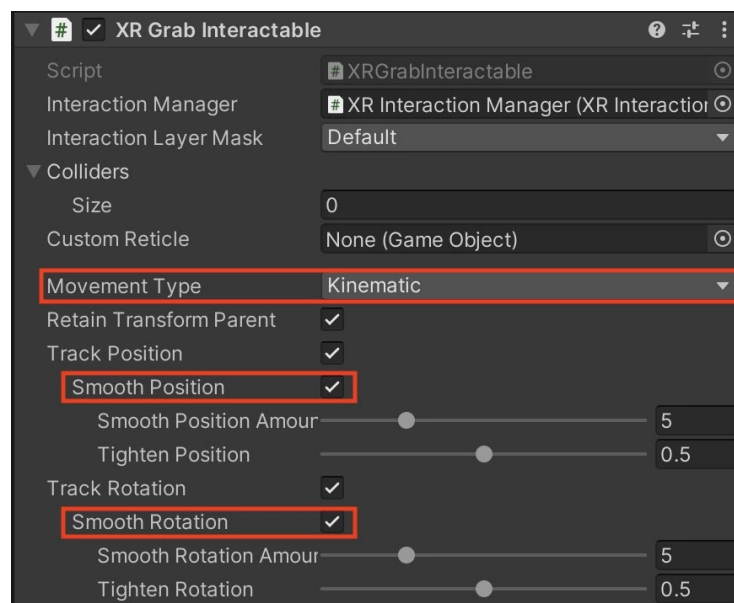 # XR Grab Interactable
Script # XRGrabInteractable
Interaction Manager # XR Interaction Manager (XR Interaction
Interaction Layer Mask Default
Colliders
Size 0
Custom Reticle None (Game Object)
Movement Type Kinematic
Retain Transform Parent
Track Position
Smooth Position
Smooth Position Amoun 5
Tighten Position 0.5
Track Rotation
Smooth Rotation
Smooth Rotation Amour 5
Tighten Rotation 0.5